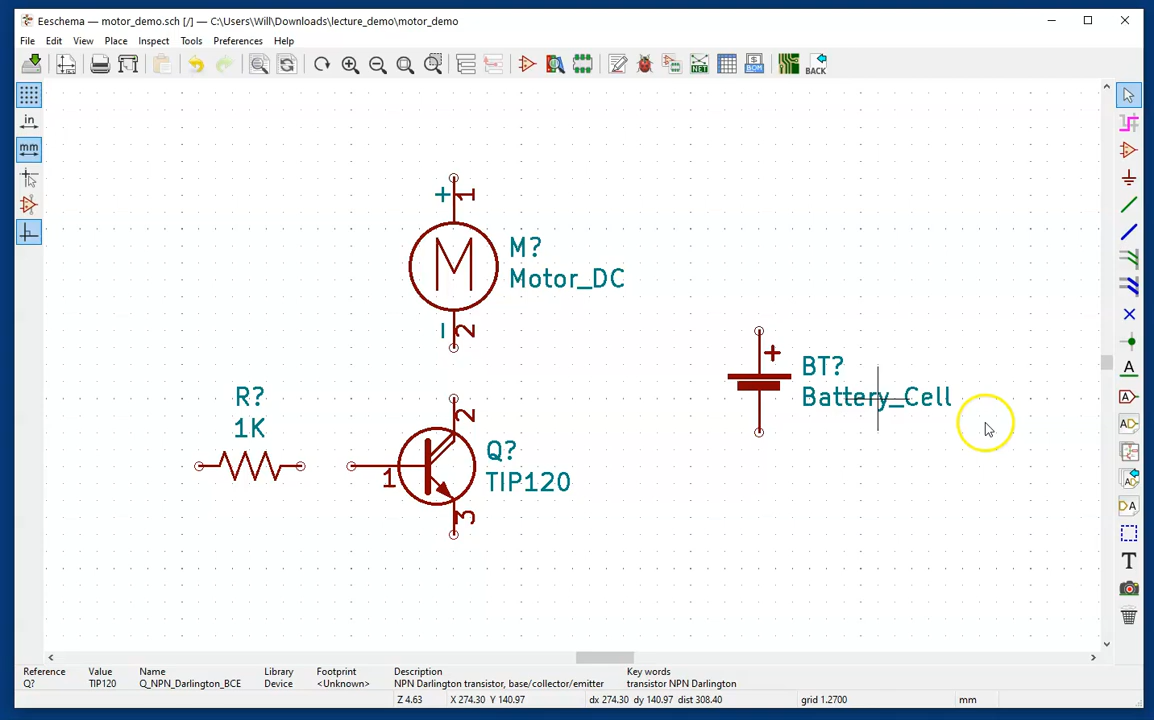 Eeschema — motor_demo.sch [/] — C:\Users\Will\Downloads\lecture_demo\motor_demo
File Edit View Place Inspect Tools Preferences Help
NET
BOM
BACK
in
mm
+ 1
M
M?
Motor_DC
- 2
R?
1K
2
1
3
Q?
TIP120
+
BT?
Battery_Cell
A
A
A
A
A
T
Reference Value Name Library Footprint Description Key words
Q? TIP120 Q_NPN_Darlington_BCE Device <Unknown> NPN Darlington transistor, base/collector/emitter transistor NPN Darlington
Z 4.63 X 274.30 Y 140.97 dx 274.30 dy 140.97 dist 308.40 grid 1.2700 mm